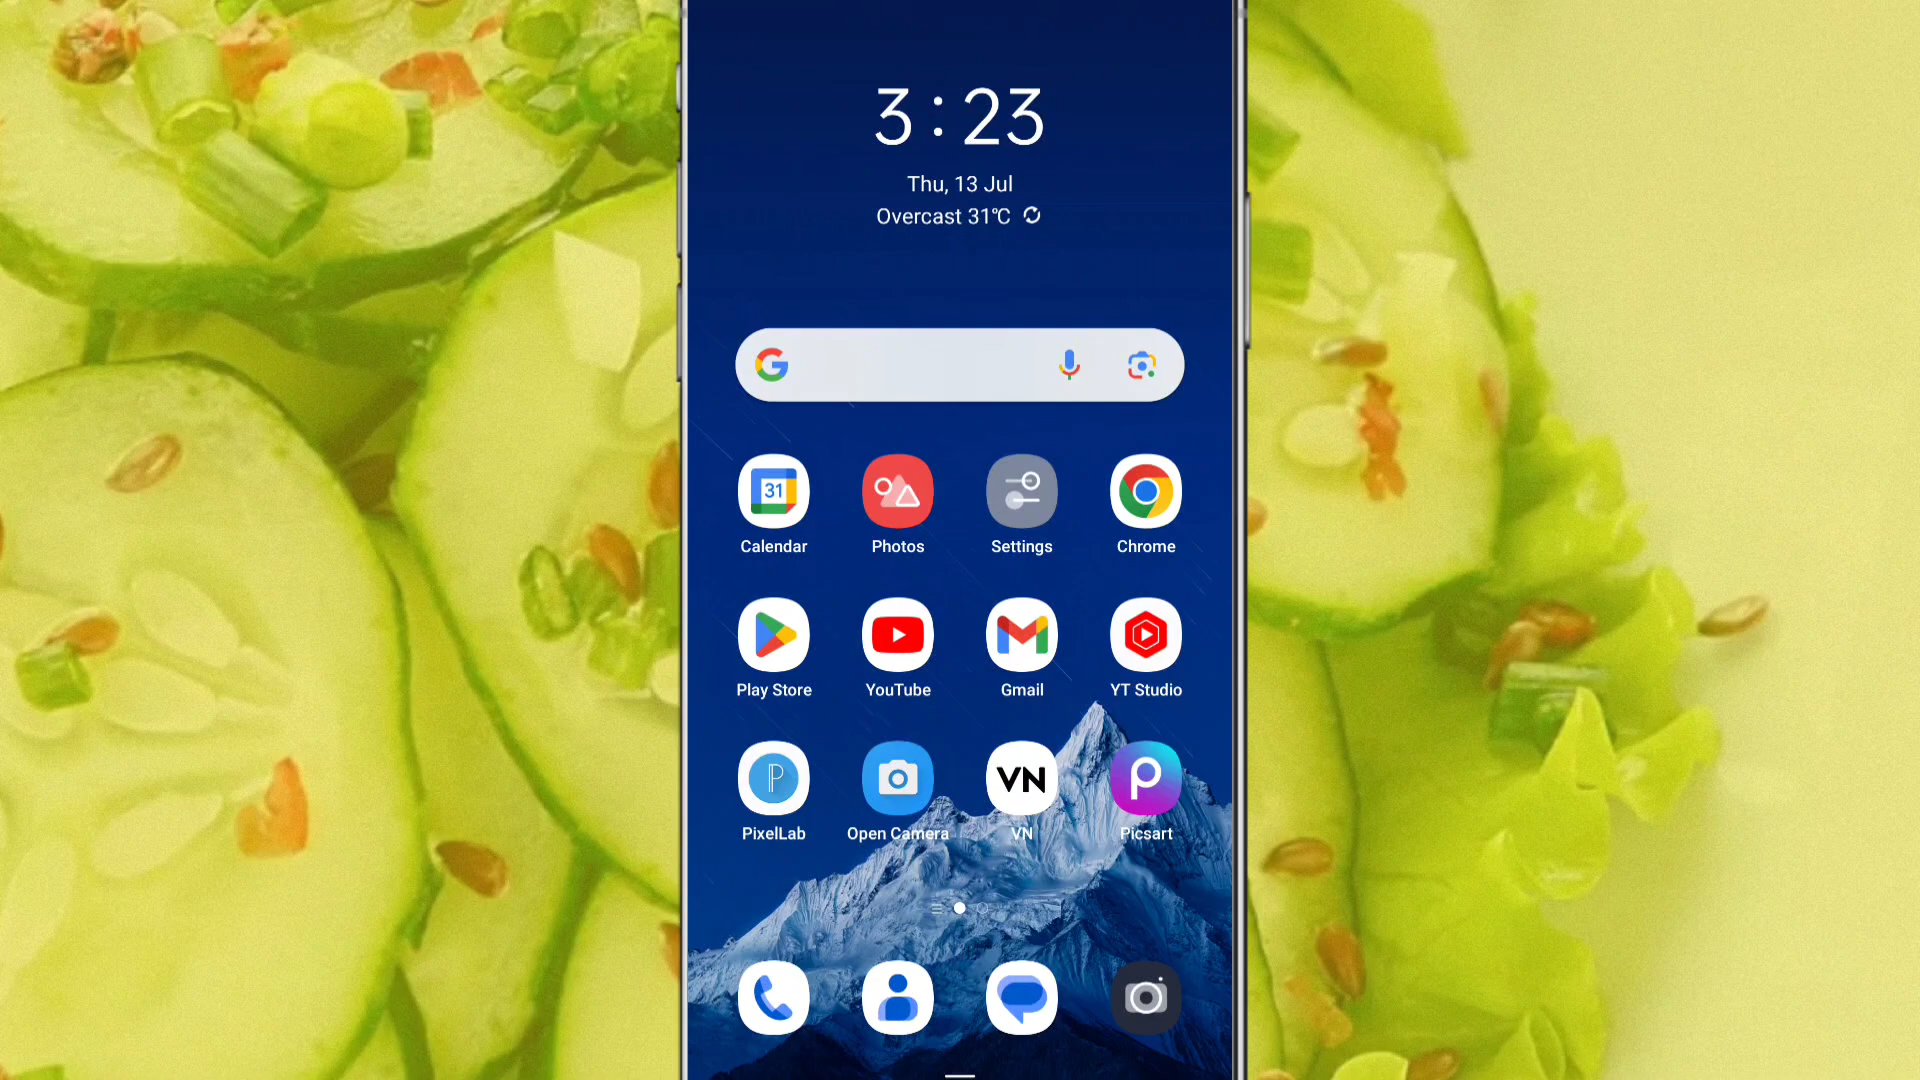 3:23
Thu, 13 Jul
Overcast 31°C
31
Calendar
Photos
Settings
Chrome
Play Store
YouTube
Gmail
YT Studio
P
VN
P
PixelLab
Open Camera
VN
Picsart